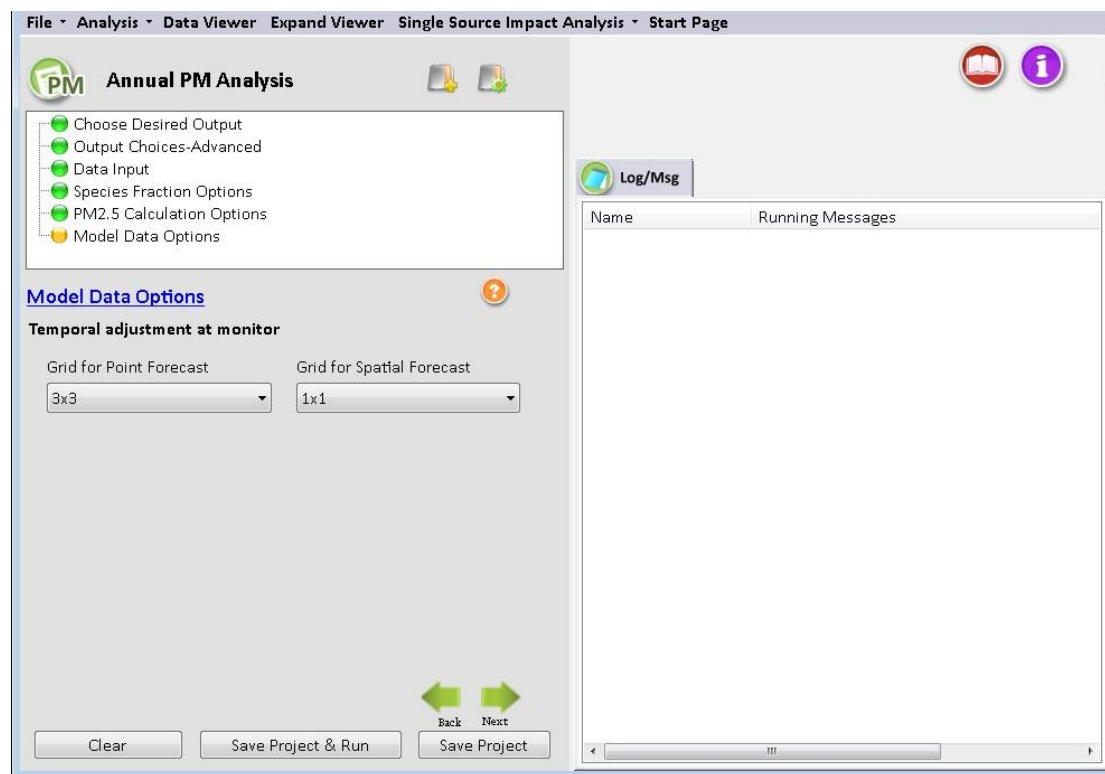 File Analysis Data Viewer Expand Viewer Single Source Impact Analysis Start Page
PM Annual PM Analysis
Choose Desired Output
Output Choices-Advanced
Data Input
Species Fraction Options
PM2.5 Calculation Options
Model Data Options
Model Data Options
?
Temporal adjustment at monitor
Grid for Point Forecast Grid for Spatial Forecast
3x3 1x1
Back Next
Clear Save Project & Run Save Project
i
Log/Msg
Name Running Messages